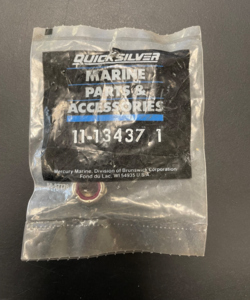 QUICKSILVER
MARINE
PARTS &
ACCESSORIES
11-13437 1
Mercury Marine, Division of Brunswick Corporation
Fond du Lac, WI 54935 U.S.A.